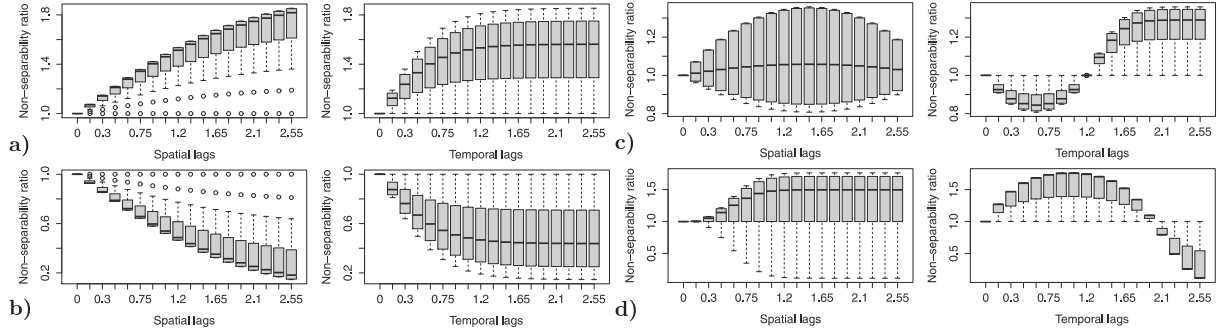 Non−separability ratio
1.0 1.4 1.8
0 0.3 0.75 1.2 1.65 2.1 2.55
Spatial lags
Non−separability ratio
1.0 1.4 1.8
0 0.3 0.75 1.2 1.65 2.1 2.55
Temporal lags
a)
Non−separability ratio
0.8 1.0 1.2
0 0.3 0.75 1.2 1.65 2.1 2.55
Spatial lags
Non−separability ratio
0.8 1.0 1.2
0 0.3 0.75 1.2 1.65 2.1 2.55
Temporal lags
c)
Non−separability ratio
0.2 0.6 1.0
0 0.3 0.75 1.2 1.65 2.1 2.55
Spatial lags
Non−separability ratio
0.2 0.6 1.0
0 0.3 0.75 1.2 1.65 2.1 2.55
Temporal lags
b)
Non−separability ratio
0.5 1.0 1.5
0 0.3 0.75 1.2 1.65 2.1 2.55
Spatial lags
Non−separability ratio
0.5 1.0 1.5
0 0.3 0.75 1.2 1.65 2.1 2.55
Temporal lags
d)